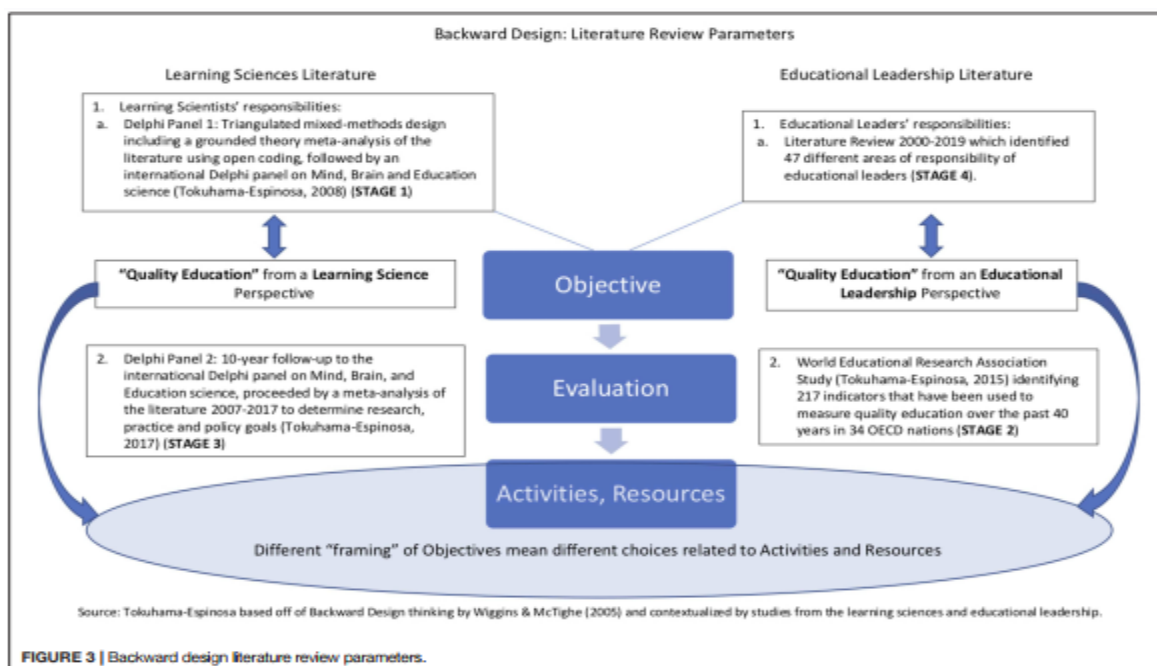 Backward Design: Literature Review Parameters
Learning Sciences Literature
1. Learning Scientists' responsibilities:
a. Delphi Panel 1: Triangulated mixed-methods design
including a grounded theory meta-analysis of the
literature using open coding, followed by an
international Delphi panel on Mind, Brain and Education
science (Tokuhama-Espinosa, 2008) (STAGE 1)
"Quality Education" from a Learning Science
Perspective
2. Delphi Panel 2: 10-year follow-up to the
international Delphi panel on Mind, Brain, and
Education science, proceeded by a meta-analysis of
the literature 2007-2017 to determine research,
practice and policy goals (Tokuhama-Espinosa,
2017) (STAGE 3)
Educational Leadership Literature
1. Educational Leaders' responsibilities:
a. Literature Review 2000-2019 which identified
47 different areas of responsibility of
educational leaders (STAGE 4).
"Quality Education" from an Educational
Leadership Perspective
2. World Educational Research Association
Study (Tokuhama-Espinosa, 2015) identifying
217 indicators that have been used to
measure quality education over the past 40
years in 34 OECD nations (STAGE 2)
Objective
Evaluation
Activities, Resources
Different "framing" of Objectives mean different choices related to Activities and Resources
Source: Tokuhama-Espinosa based off of Backward Design thinking by Wiggins & McTighe (2005) and contextualized by studies from the learning sciences and educational leadership.
FIGURE 3 | Backward design literature review parameters.